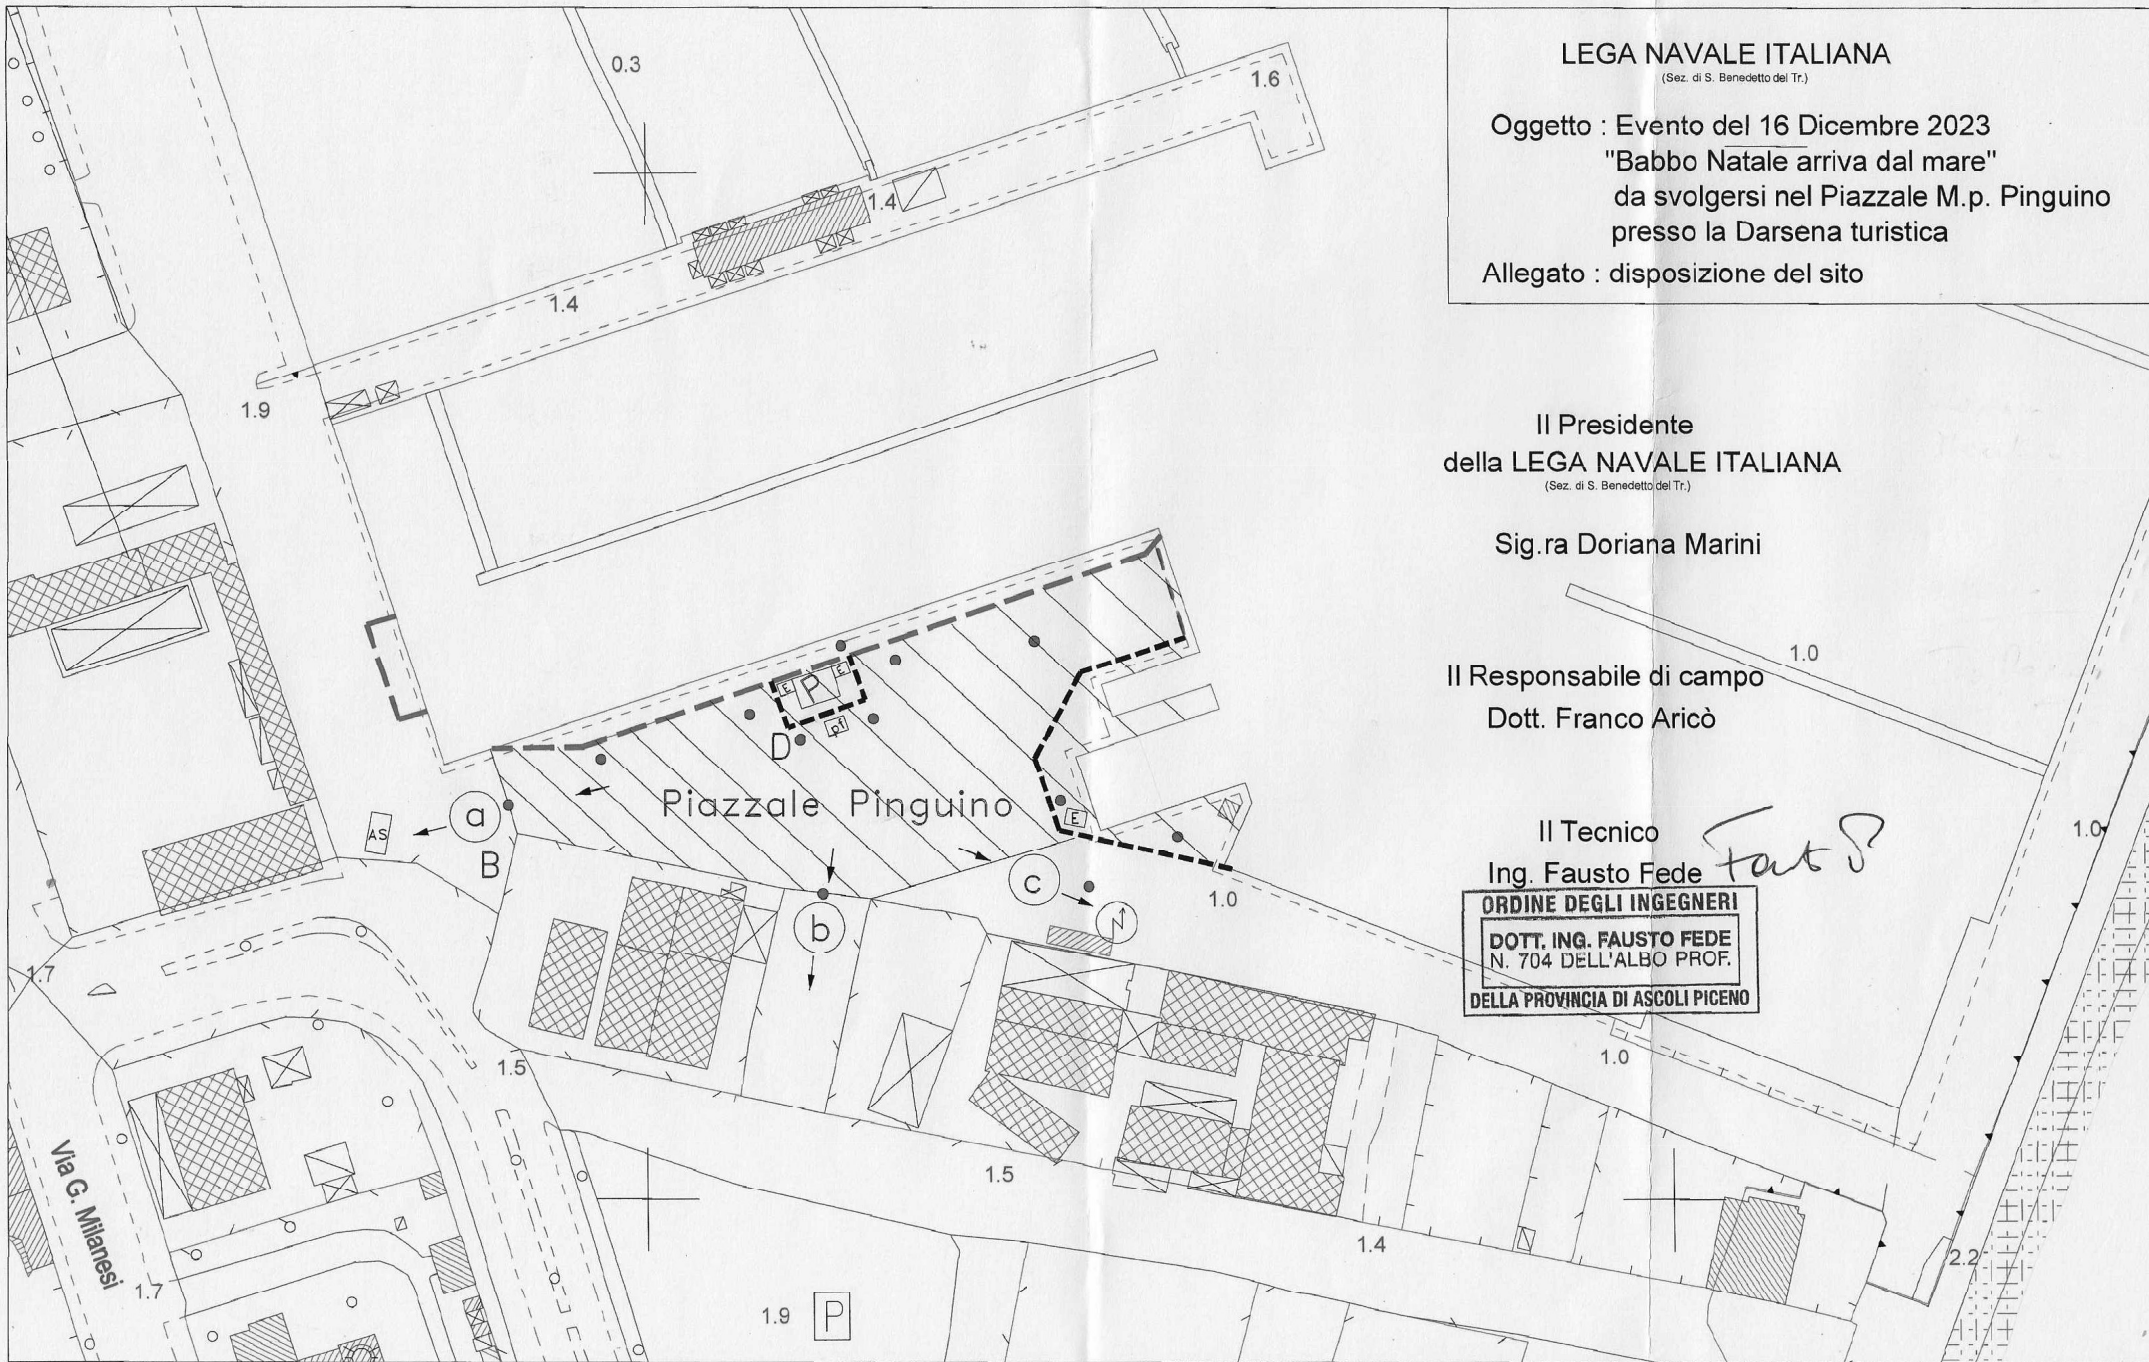 LEGA NAVALE ITALIANA
(Sez. di S. Benedetto del Tr.)
Oggetto : Evento del 16 Dicembre 2023
"Babbo Natale arriva dal mare"
da svolgersi nel Piazzale M.p. Pinguino
presso la Darsena turistica
Allegato : disposizione del sito
Il Presidente
della LEGA NAVALE ITALIANA
(Sez. di S. Benedetto del Tr.)
Sig.ra Doriana Marini
Il Responsabile di campo
Dott. Franco Aricò
Il Tecnico
Ing. Fausto Fede
ORDINE DEGLI INGEGNERI
DOTT. ING. FAUSTO FEDE
N. 704 DELL'ALBO PROF.
DELLA PROVINCIA DI ASCOLI PICENO
0.3
1.6
1.4
1.4
1.9
1.0
E
P
E
pf
D
Piazzale Pinguino
a
AS
B
E
1.0
b
c
N
1.0
1.7
1.5
1.0
1.5
Via G. Milanesi
1.4
2.2
1.7
1.9
P